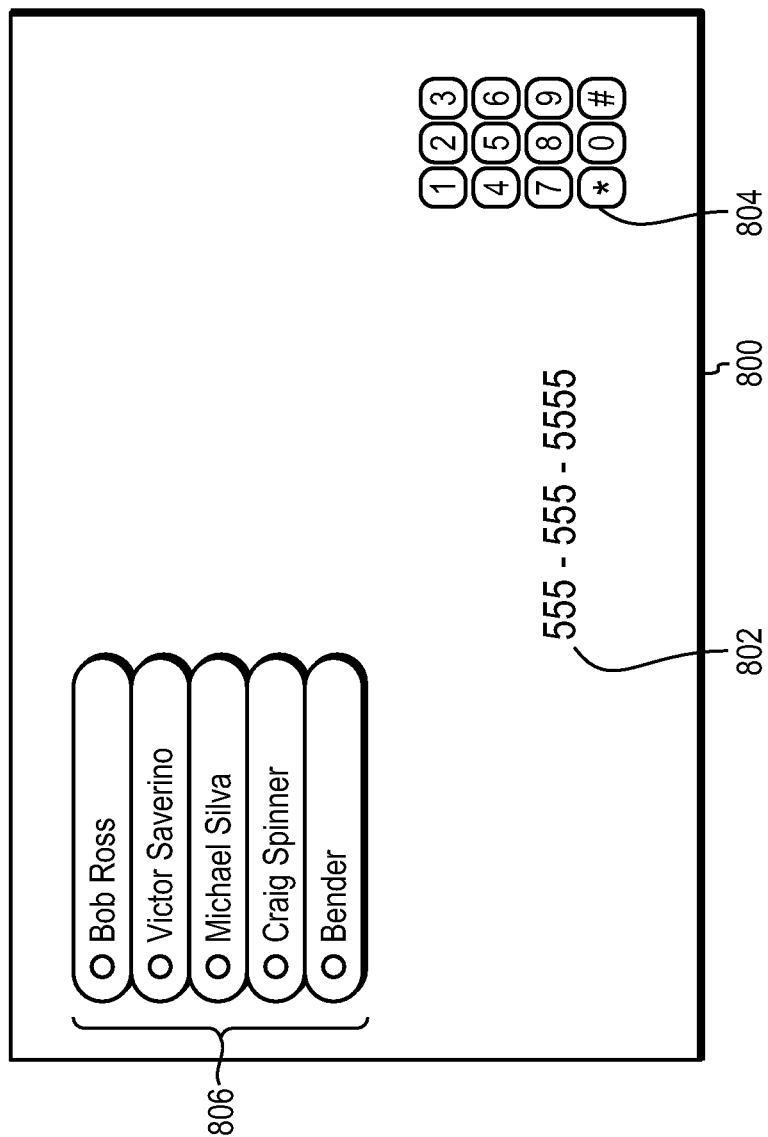 Bob Ross
Victor Saverino
Michael Silva
Craig Spinner
Bender
806
1 2 3
4 5 6
7 8 9
* 0 #
555 - 555 - 5555
802
800
804